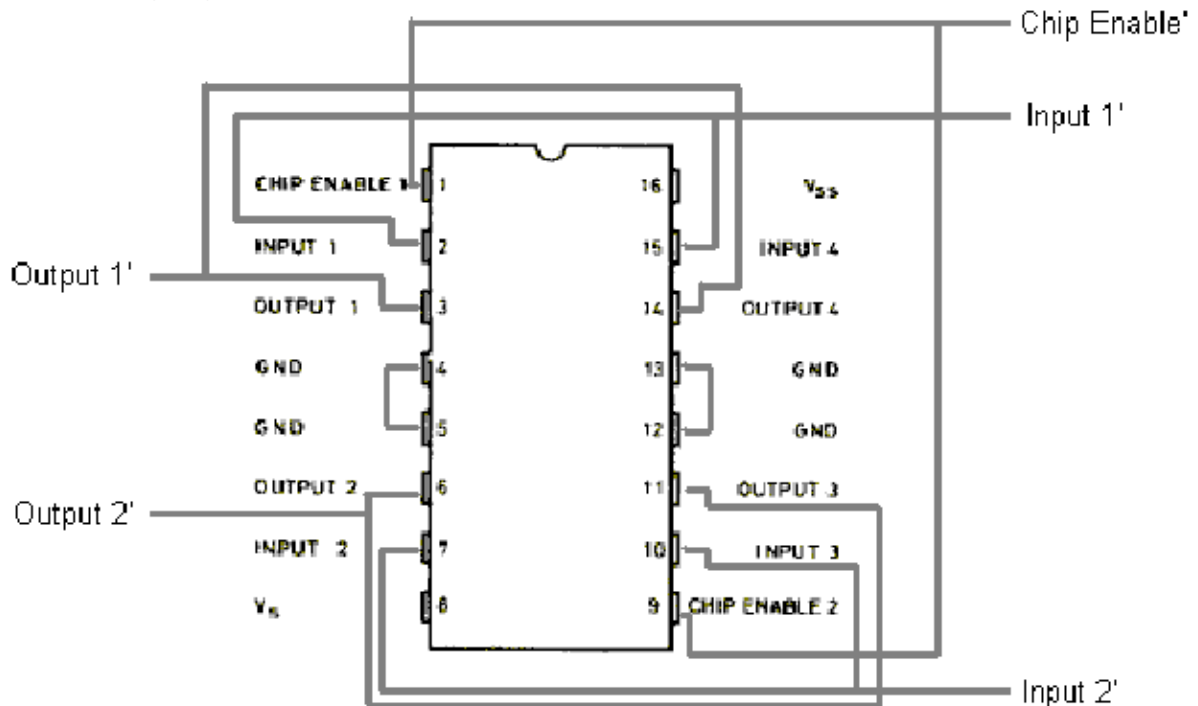 Chip Enable'
Input 1'
CHIP ENABLE 1
1
16
VSS
INPUT 1
2
15
INPUT 4
Output 1'
OUTPUT 1
3
14
OUTPUT 4
GND
4
13
GND
GND
5
12
GND
OUTPUT 2
6
11
OUTPUT 3
Output 2'
INPUT 2
7
10
INPUT 3
VS
8
9
CHIP ENABLE 2
Input 2'